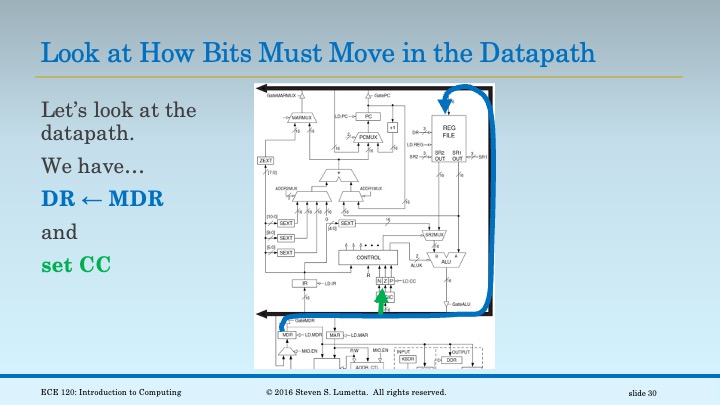 Look at How Bits Must Move in the Datapath
Let's look at the
datapath.
We have…
DR ← MDR
and
set CC
GateMARMUX
GatePC
MARMUX
LD.PC
PC
+1
PCMUX
REG
FILE
DR
LD.REG
SR2
SR2
OUT
SR1
OUT
SR1
ZEXT
[7:0]
+
ADDR2MUX
ADDR1MUX
[10:0]
SEXT
[8:0]
SEXT
[5:0]
SEXT
[4:0]
SEXT
SR2MUX
CONTROL
R
ALUK
B
A
ALU
IR
LD.IR
N Z P
LD.CC
GateALU
GateMDR
MDR
LD.MDR
MAR
LD.MAR
MIO.EN
R/W
MIO.EN
INPUT
OUTPUT
KBDR
DDR
ADDR. CTL
ECE 120: Introduction to Computing
© 2016 Steven S. Lumetta. All rights reserved.
slide 30